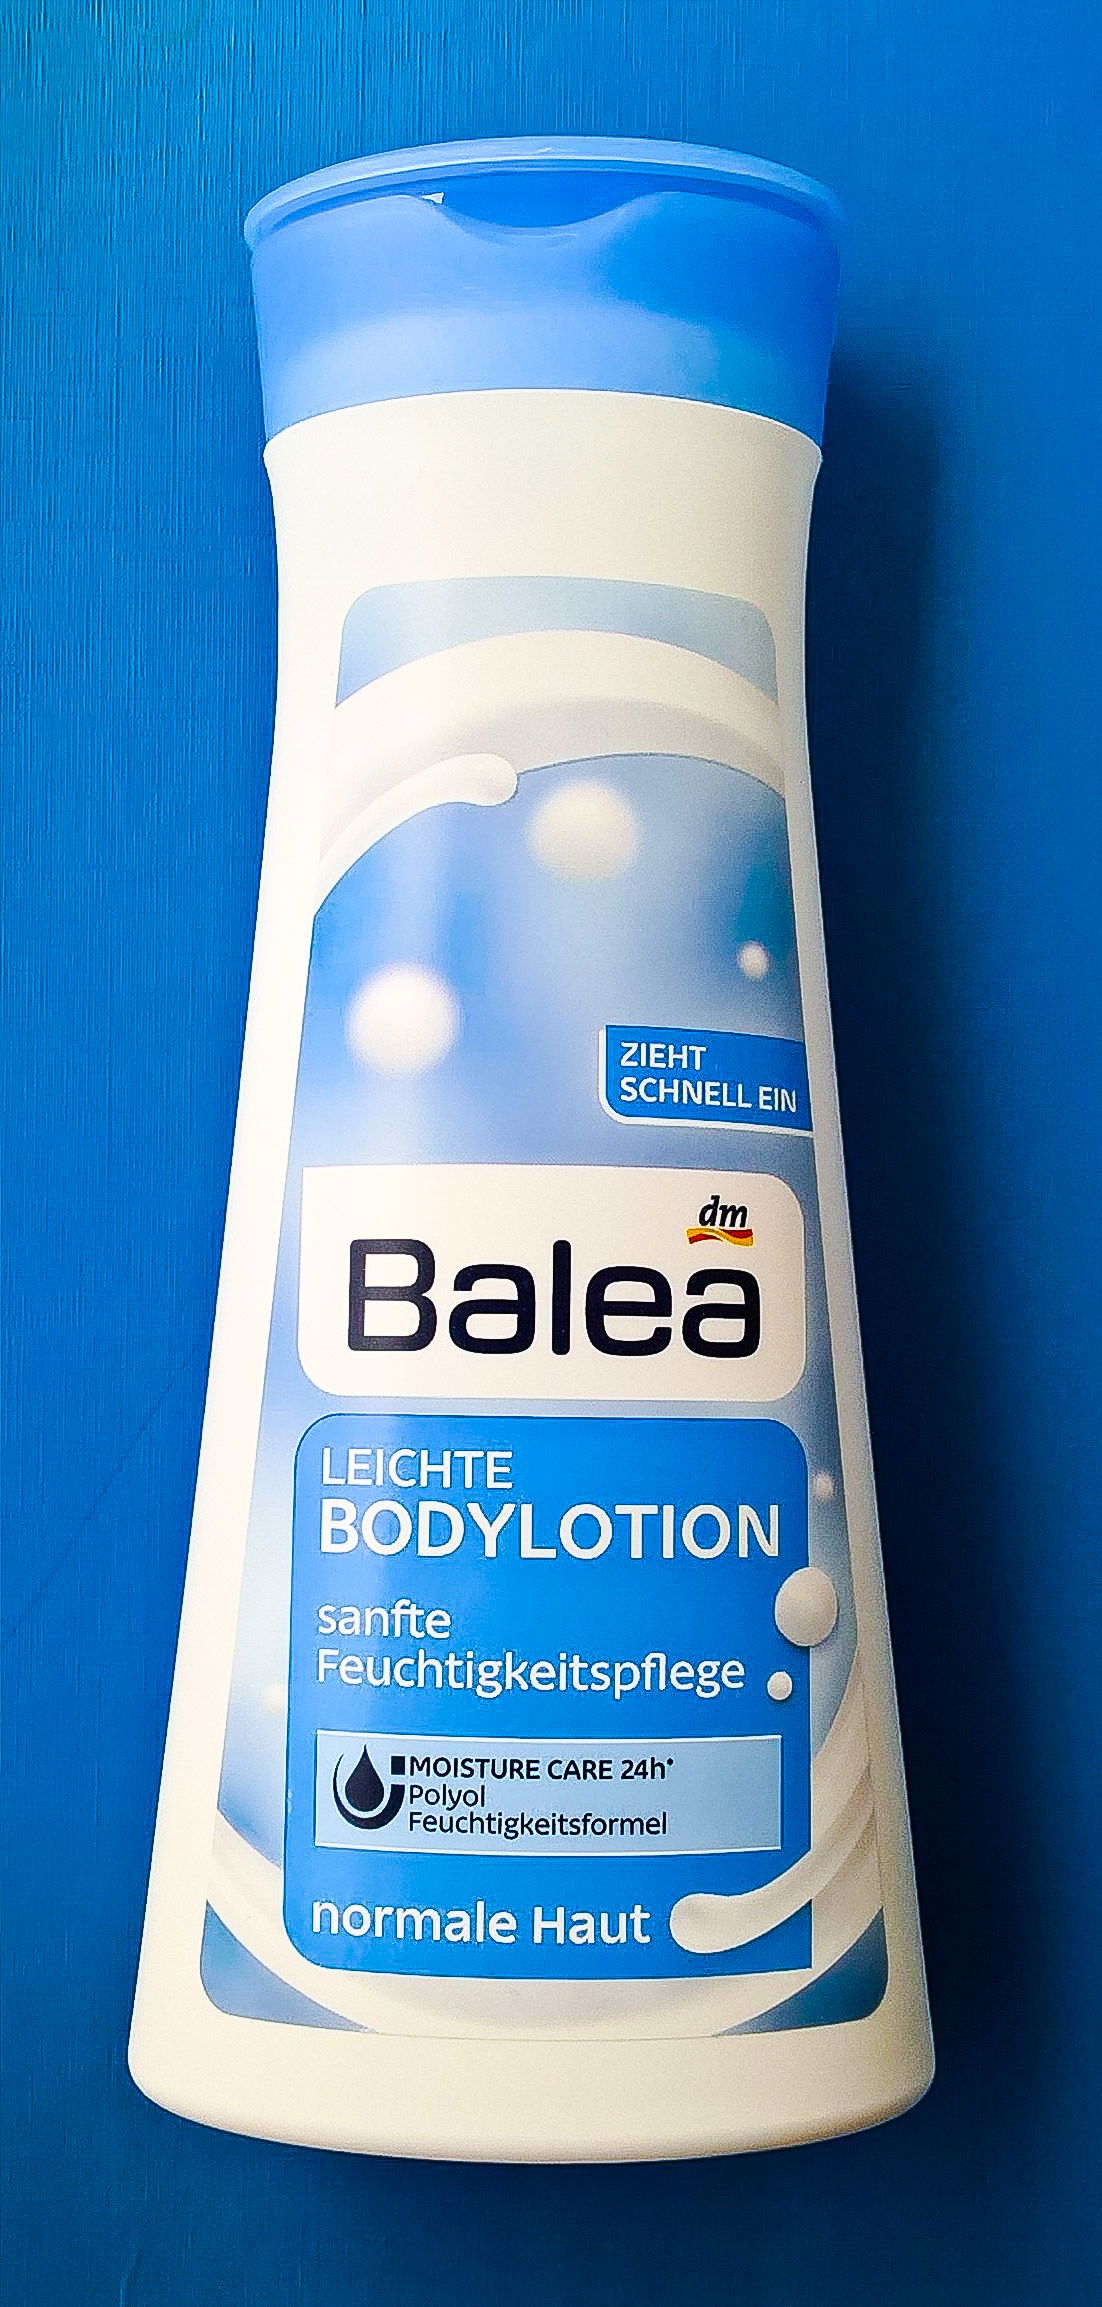 ZIEHT
SCHNELL EIN
dm
Balea
LEICHTE
BODYLOTION
sanfte
Feuchtigkeitspflege
MOISTURE CARE 24h*
Polyol
Feuchtigkeitsformel
normale Haut